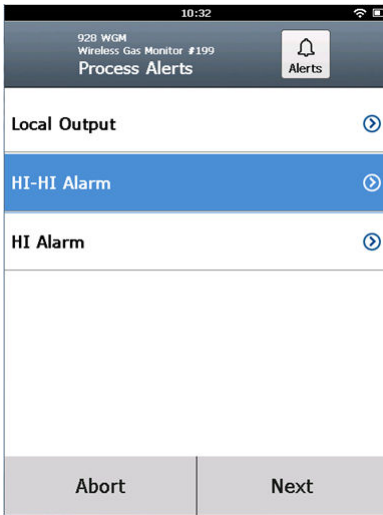 10:32
928 WGM
Wireless Gas Monitor #199
Process Alerts
Alerts
Local Output
HI-HI Alarm
HI Alarm
Abort
Next